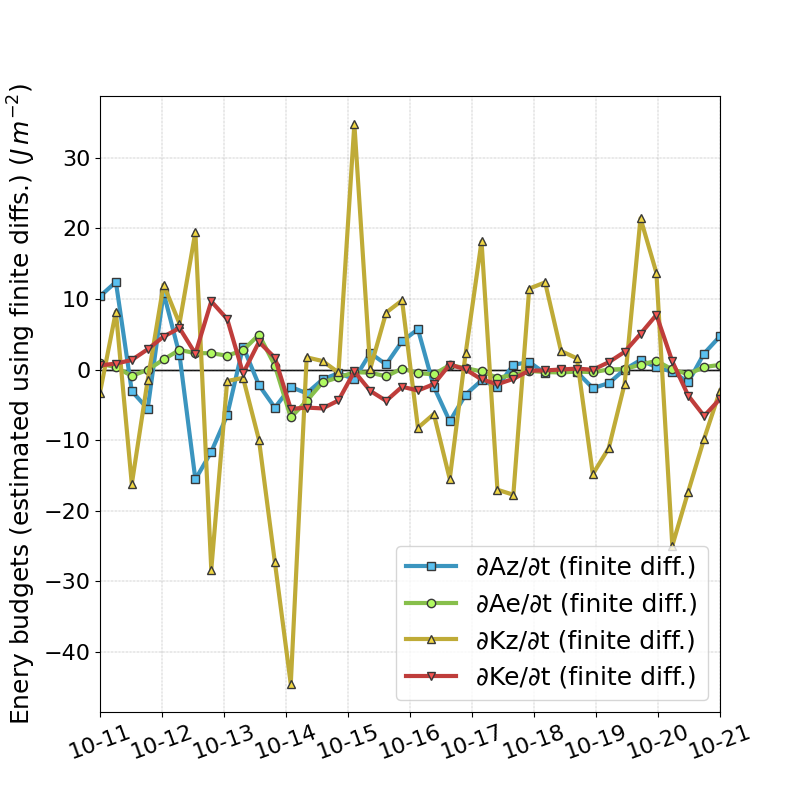 Enery budgets (estimated using finite diffs.) (J m⁻²)
30
20
10
0
−10
−20
−30
−40
∂Az/∂t (finite diff.)
∂Ae/∂t (finite diff.)
∂Kz/∂t (finite diff.)
∂Ke/∂t (finite diff.)
10-11 10-12 10-13 10-14 10-15 10-16 10-17 10-18 10-19 10-20 10-21